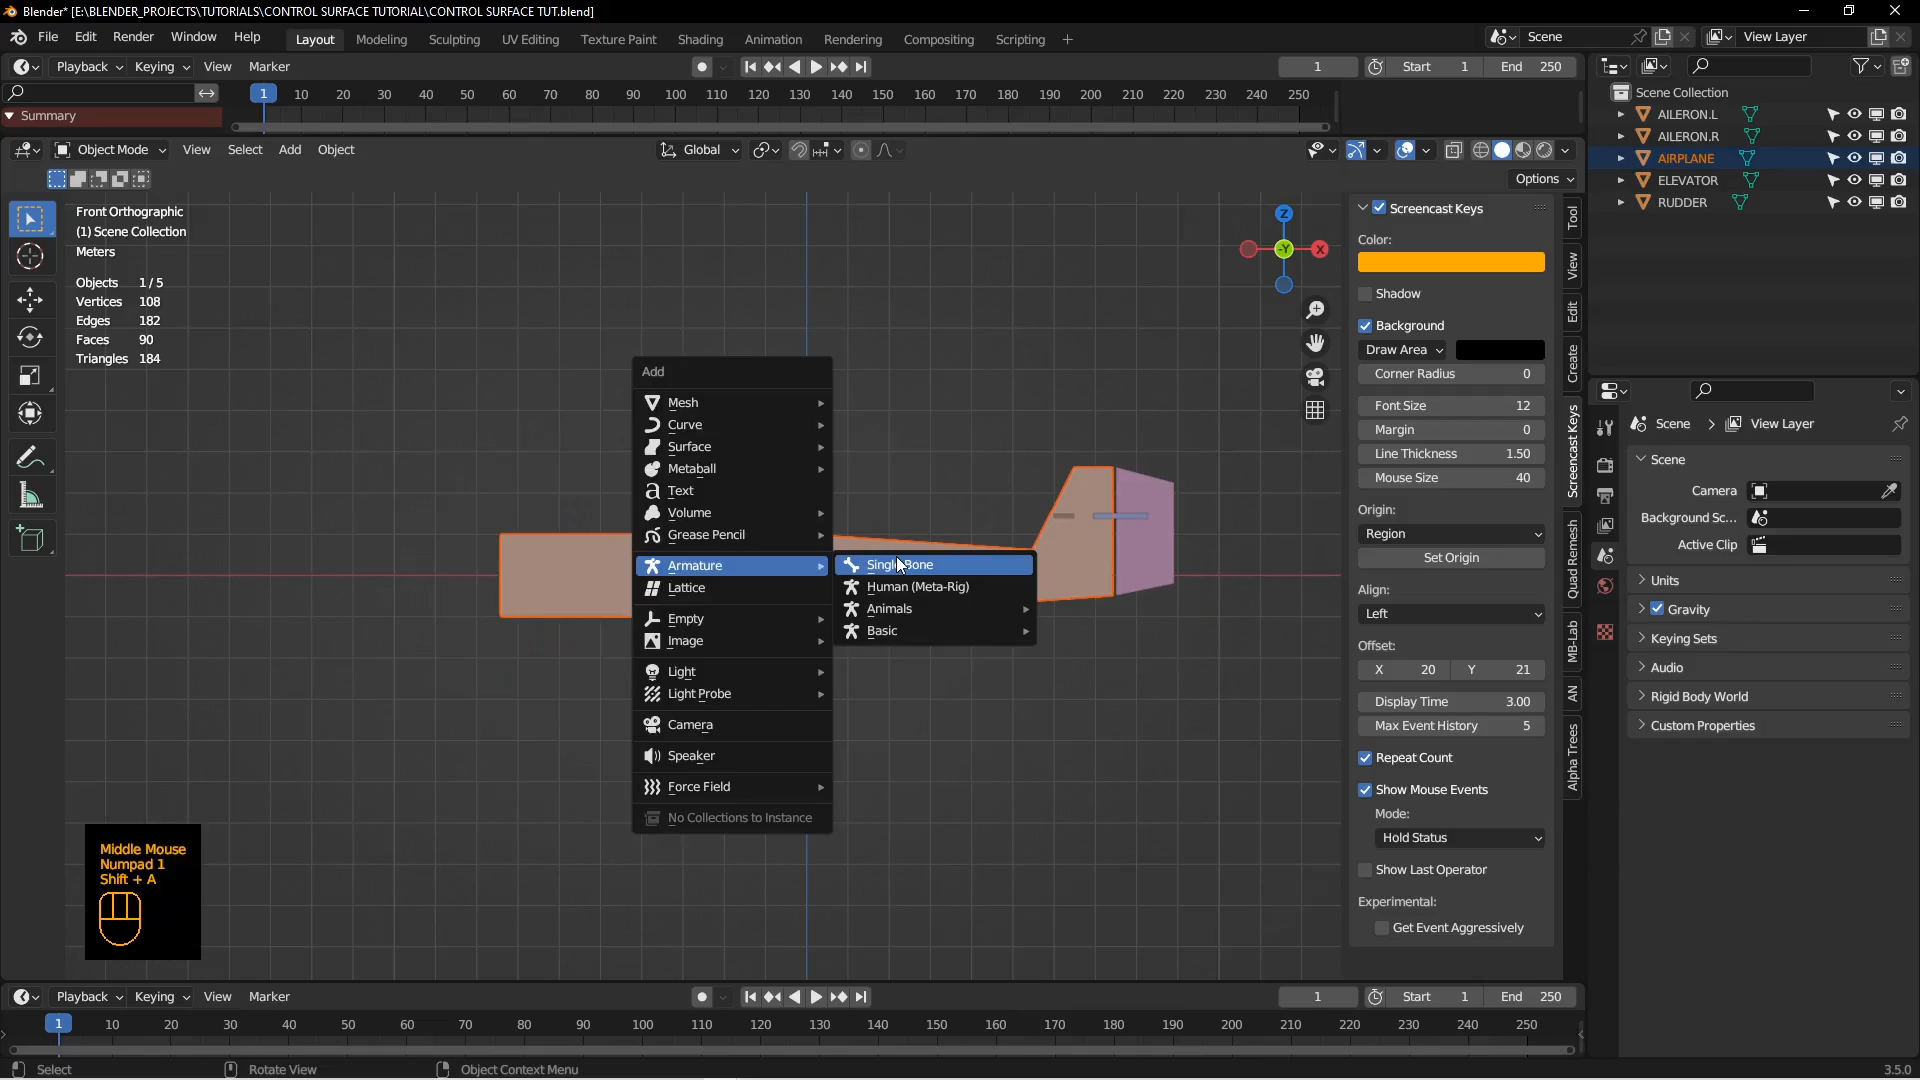 Blender* [E:\BLENDER_PROJECTS\TUTORIALS\CONTROL SURFACE TUTORIAL\CONTROL SURFACE TUT.blend]
File Edit Render Window Help Layout Modeling Sculpting UV Editing Texture Paint Shading Animation Rendering Compositing Scripting + Scene View Layer
Playback Keying View Marker 1 Start 1 End 250
1 10 20 30 40 50 60 70 80 90 100 110 120 130 140 150 160 170 180 190 200 210 220 230 240 250
Summary
Object Mode View Select Add Object Global
Options
Front Orthographic
(1) Scene Collection
Meters
Objects 1/5
Vertices 108
Edges 182
Faces 90
Triangles 184
Z
-Y
X
Add
Mesh
Curve
Surface
Metaball
Text
Volume
Grease Pencil
Armature
Lattice
Empty
Image
Light
Light Probe
Camera
Speaker
Force Field
No Collections to Instance
Single Bone
Human (Meta-Rig)
Animals
Basic
Middle Mouse
Numpad 1
Shift + A
Screencast Keys
Color:
Shadow
Background
Draw Area
Corner Radius 0
Font Size 12
Margin 0
Line Thickness 1.50
Mouse Size 40
Origin:
Region
Set Origin
Align:
Left
Offset:
X 20 Y 21
Display Time 3.00
Max Event History 5
Repeat Count
Show Mouse Events
Mode:
Hold Status
Show Last Operator
Experimental:
Get Event Aggressively
Tool
View
Edit
Create
Screencast Keys
Quad Remesh
MB-Lab
AN
Alpha Trees
Scene Collection
AILERON.L
AILERON.R
AIRPLANE
ELEVATOR
RUDDER
Scene > View Layer
Scene
Camera
Background Sc...
Active Clip
Units
Gravity
Keying Sets
Audio
Rigid Body World
Custom Properties
Playback Keying View Marker 1 Start 1 End 250
1 10 20 30 40 50 60 70 80 90 100 110 120 130 140 150 160 170 180 190 200 210 220 230 240 250
Select Rotate View Object Context Menu 3.5.0